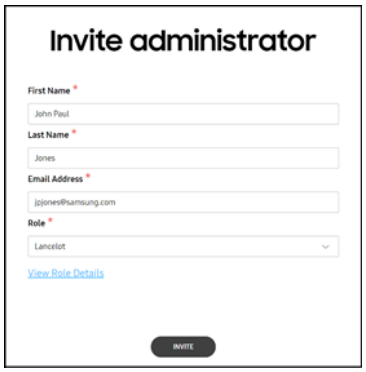 Invite administrator
First Name *
John Paul
Last Name *
Jones
Email Address *
jpjones@samsung.com
Role *
Lancelot
View Role Details
INVITE